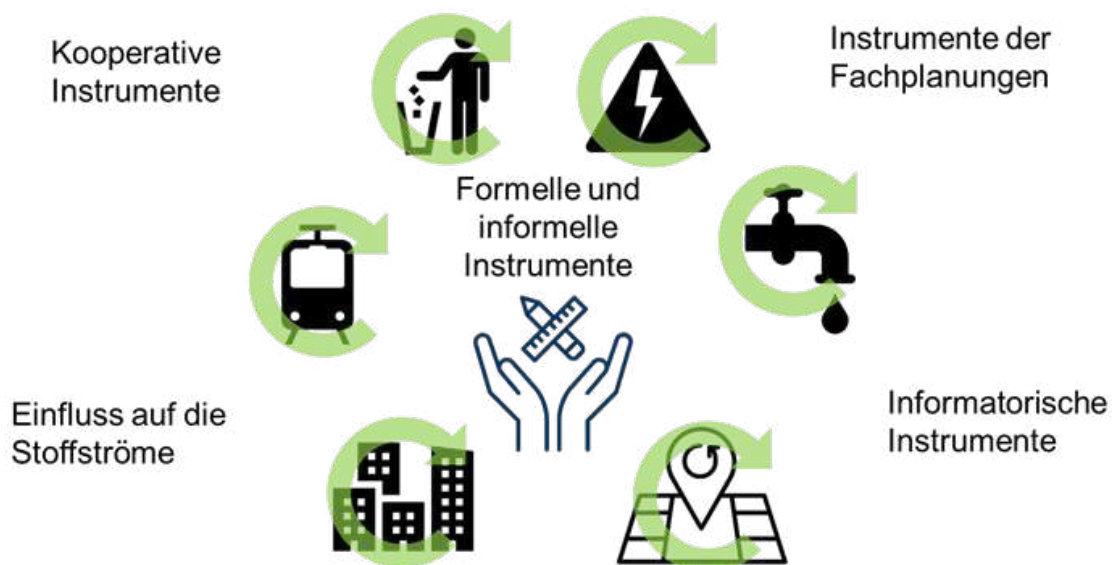 Kooperative
Instrumente
Instrumente der
Fachplanungen
Formelle und
informelle
Instrumente
Einfluss auf die
Stoffströme
Informatorische
Instrumente